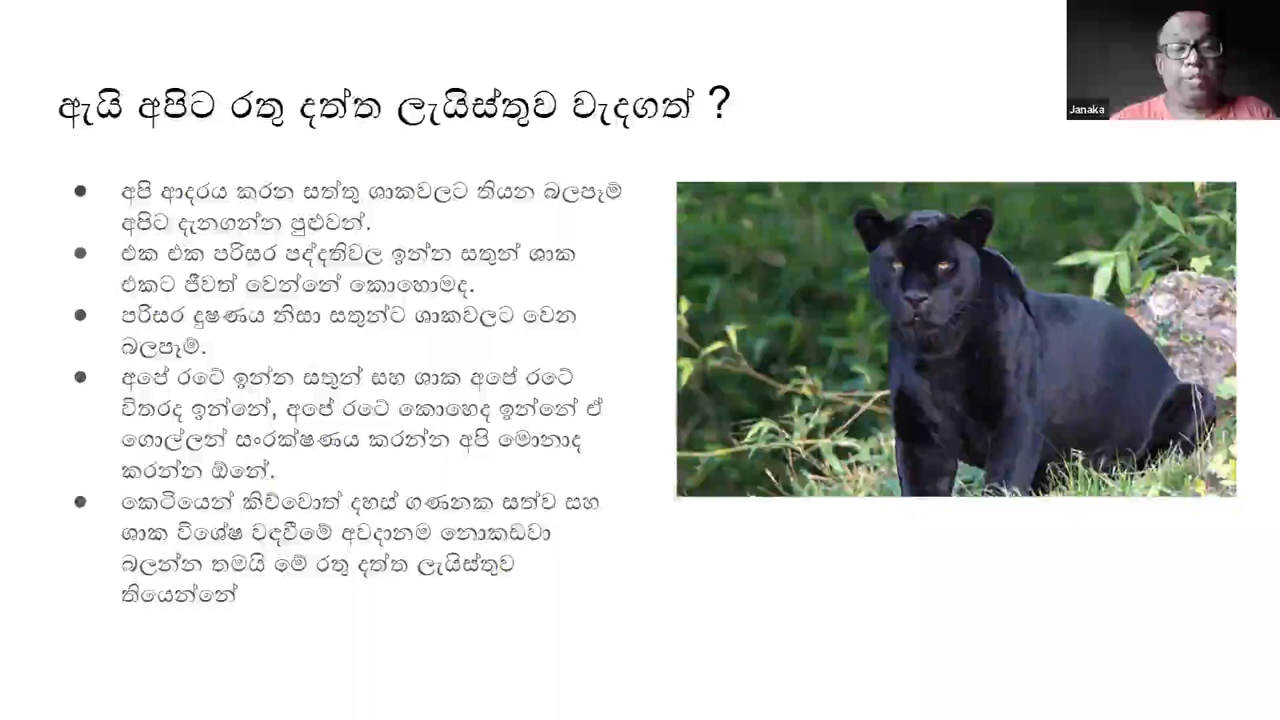 ඇයි අපිට රතු දත්ත ලැයිස්තුව වැදගත් ?
Janaka
● අපි ආදරය කරන සත්තු ශාකවලට තියන බලපෑම්
අපිට දැනගන්න පුළුවන්.
● එක එක පරිසර පද්දතිවල ඉන්න සතුන් ශාක
එකට ජීවත් වෙන්නේ කොහොමද.
● පරිසර දුෂණය නිසා සතුන්ට ශාකවලට වෙන
බලපෑම්.
● අපේ රටේ ඉන්න සතුන් සහ ශාක අපේ රටේ
විතරද ඉන්නේ, අපේ රටේ කොහෙද ඉන්නේ ඒ
ගොල්ලන් සංරක්ෂණය කරන්න අපි මොනාද
කරන්න ඕනේ.
● කෙටියෙන් කිව්වොත් දහස් ගණනක සත්ව සහ
ශාක විශේෂ වඳවීමේ අවදානම නොකඩවා
බලන්න තමයි මේ රතු දත්ත ලැයිස්තුව
තියෙන්නේ